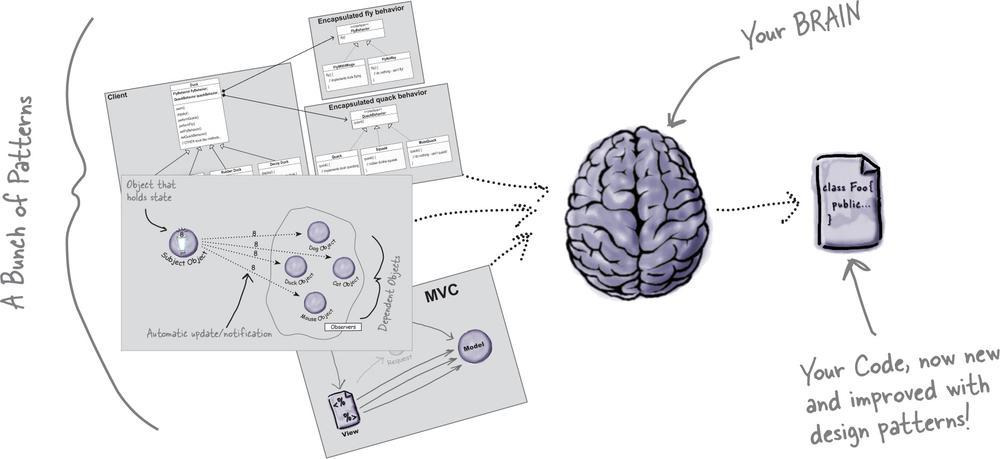 A Bunch of Patterns
Client
Duck
FlyBehavior flyBehavior;
QuackBehavior quackBehavior;
swim()
display()
performQuack()
performFly()
setFlyBehavior()
setQuackBehavior()
// OTHER duck-like methods...
Rubber Duck
Decoy Duck
Encapsulated fly behavior
FlyBehavior
fly()
FlyWithWings
fly() {
// implements duck flying
FlyNoWay
fly() {
// do nothing - can't fly!
Encapsulated quack behavior
QuackBehavior
quack()
Quack
quack() {
// implements duck quacking
Squeak
quack() {
// rubber duckie squeak
MuteQuack
quack() {
// do nothing - can't quack!
Object that
holds state
8
Subject Object
8
8
8
8
Dog Object
Duck Object
Cat Object
Mouse Object
Observers
Dependent Objects
Automatic update/notification
MVC
Request
Model
<%
%>
View
Your BRAIN
class Foo{
public...
}
Your Code, now new
and improved with
design patterns!